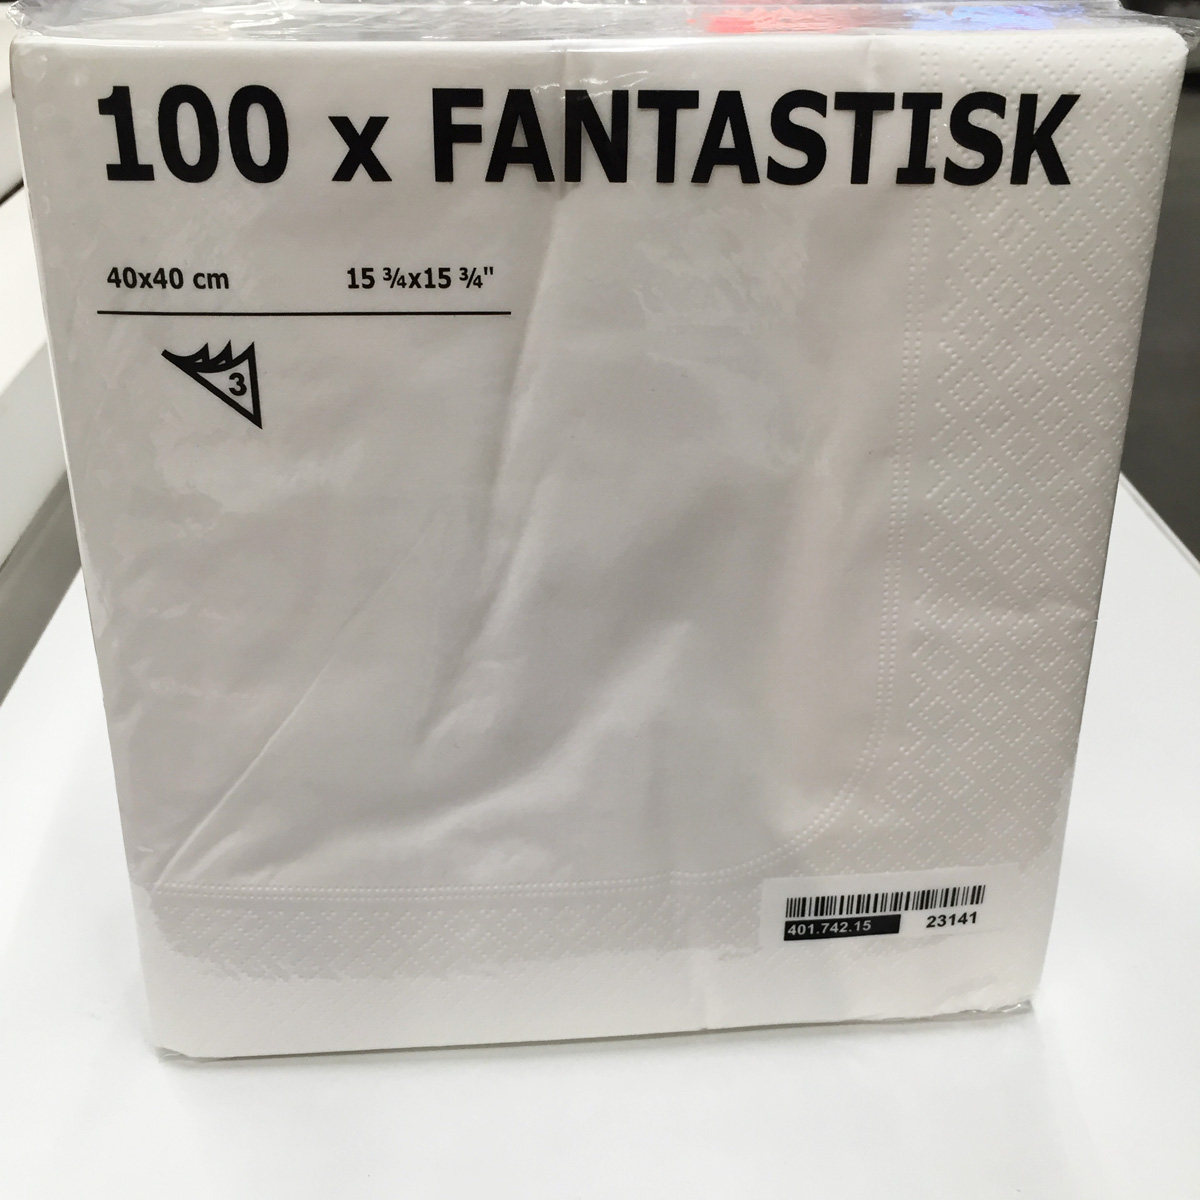 100 x FANTASTISK
40x40 cm 15 ¾x15 ¾"
3
401.742.15 23141